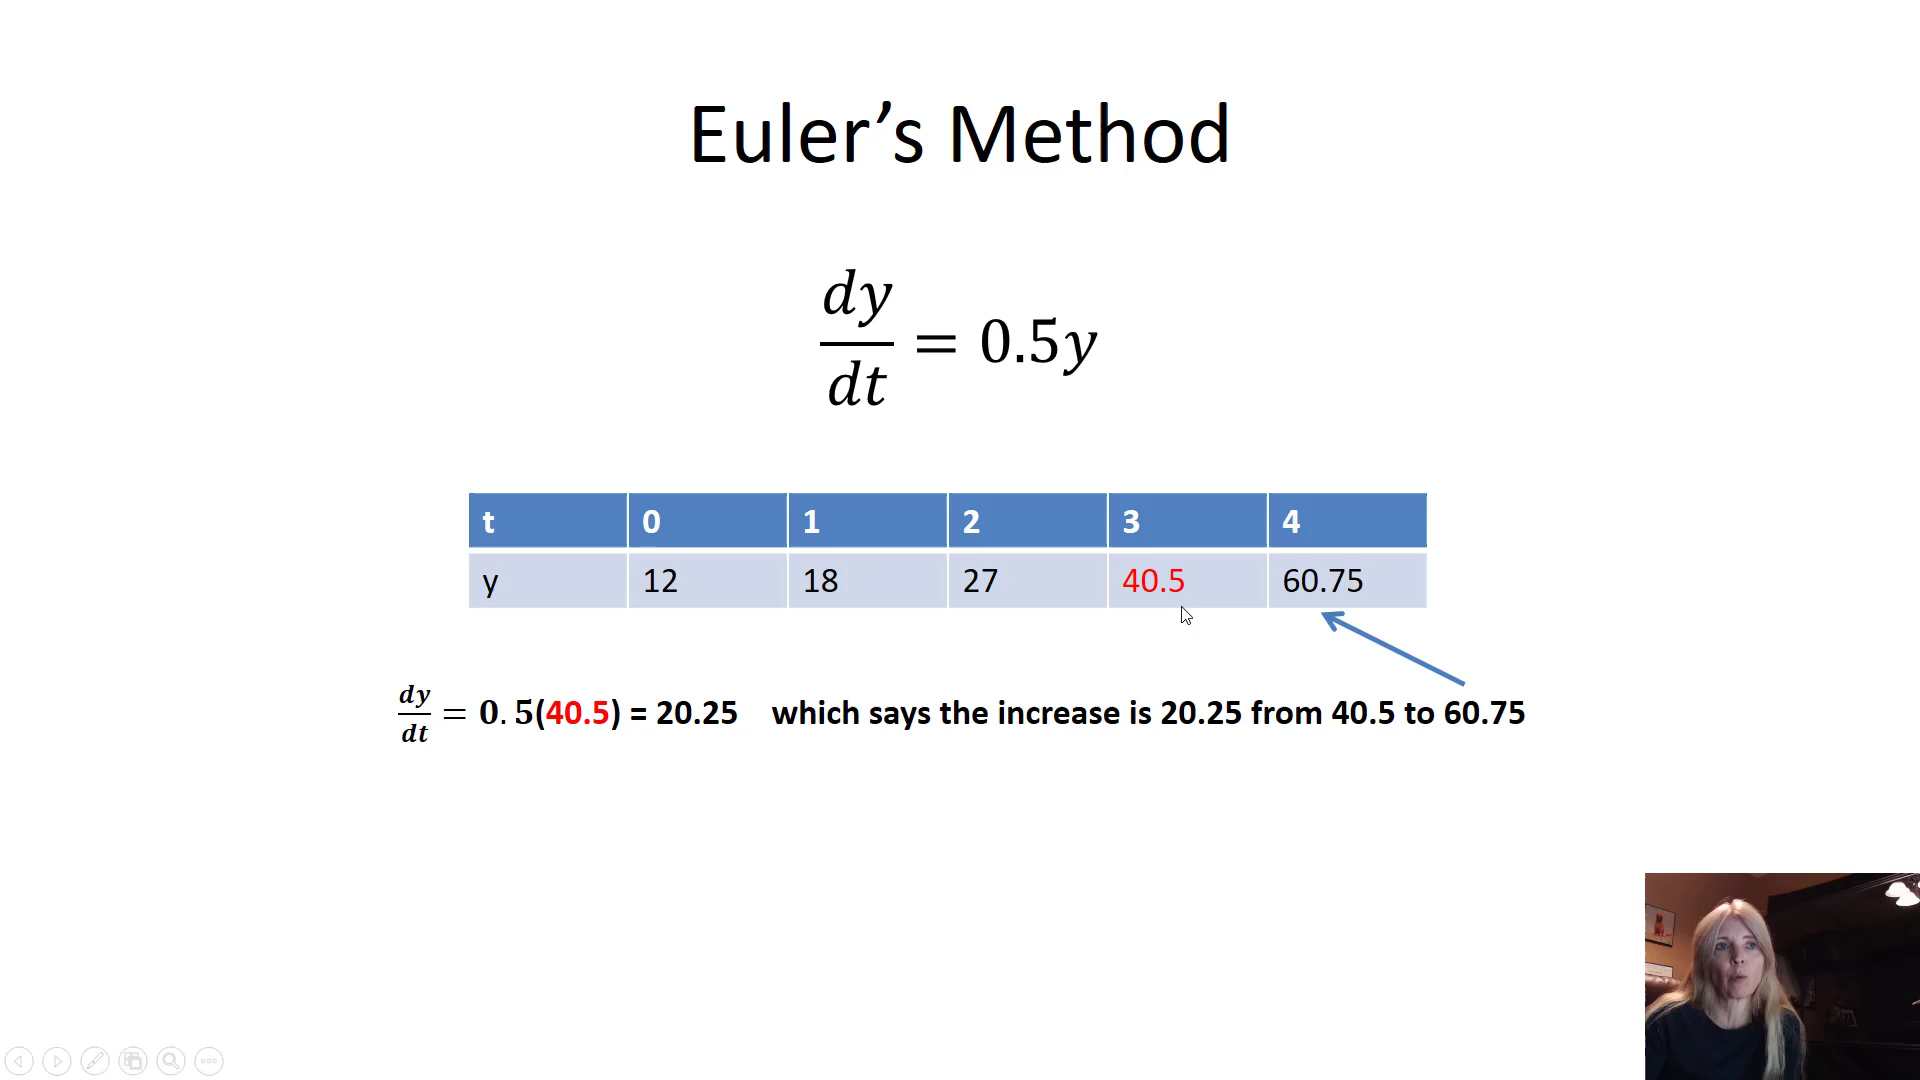 Euler’s Method
dy/dt = 0.5y
t 0 1 2 3 4
y 12 18 27 40.5 60.75
dy/dt = 0.5(40.5) = 20.25 which says the increase is 20.25 from 40.5 to 60.75